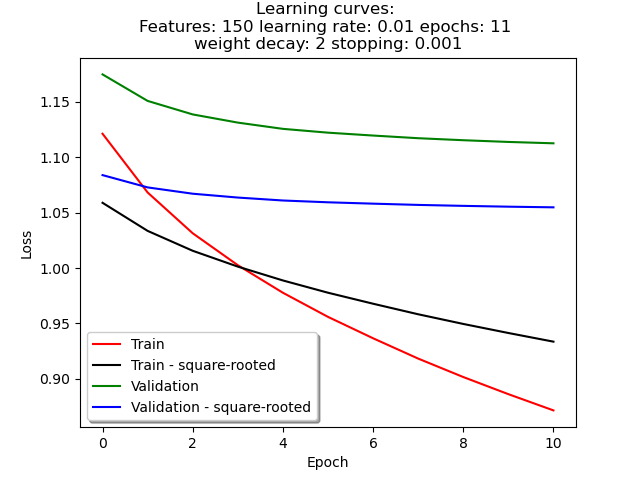 Learning curves:
Features: 150 learning rate: 0.01 epochs: 11
weight decay: 2 stopping: 0.001
1.15
1.10
1.05
1.00
0.95
0.90
Loss
Train
Train - square-rooted
Validation
Validation - square-rooted
0 2 4 6 8 10
Epoch